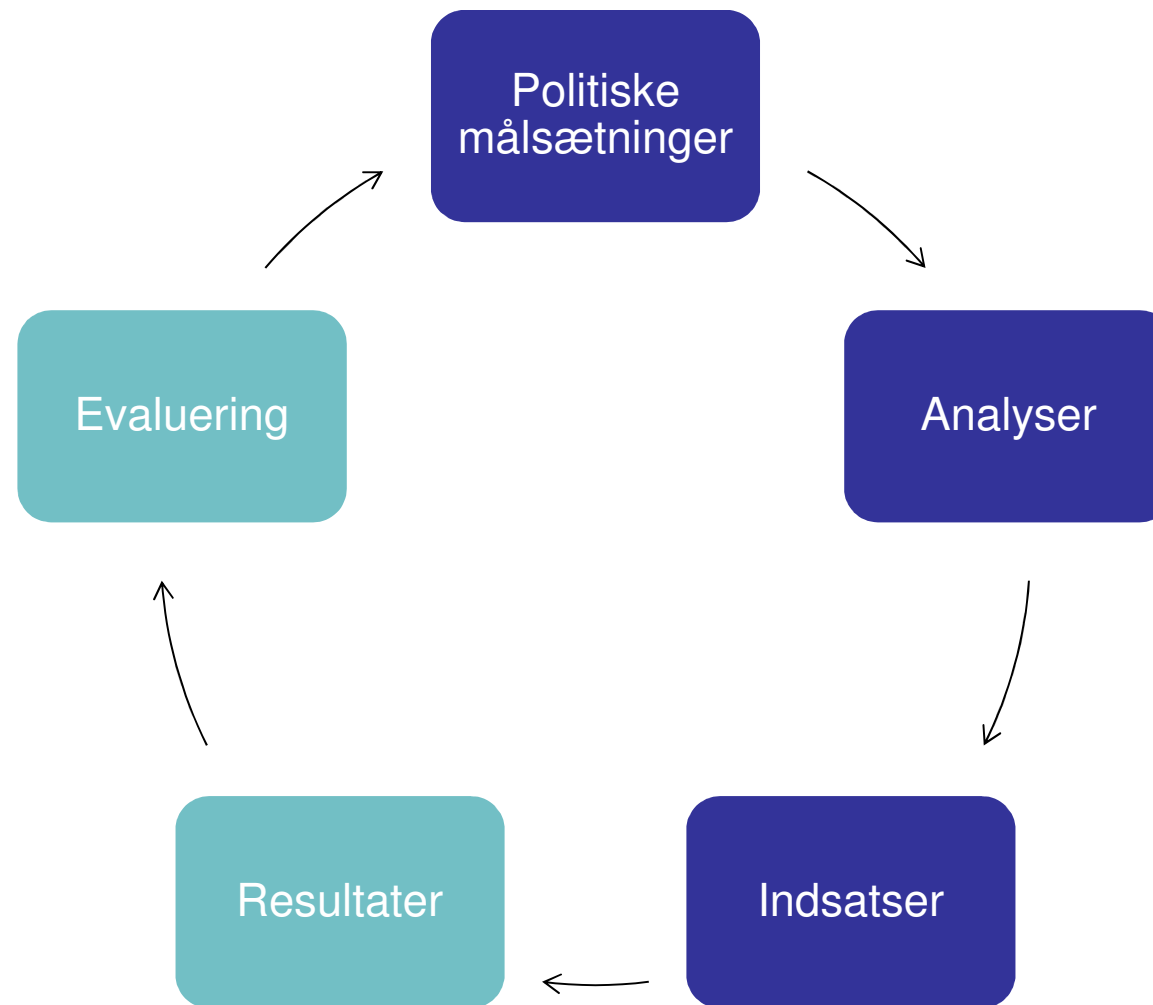 Politiske
målsætninger
Analyser
Indsatser
Resultater
Evaluering